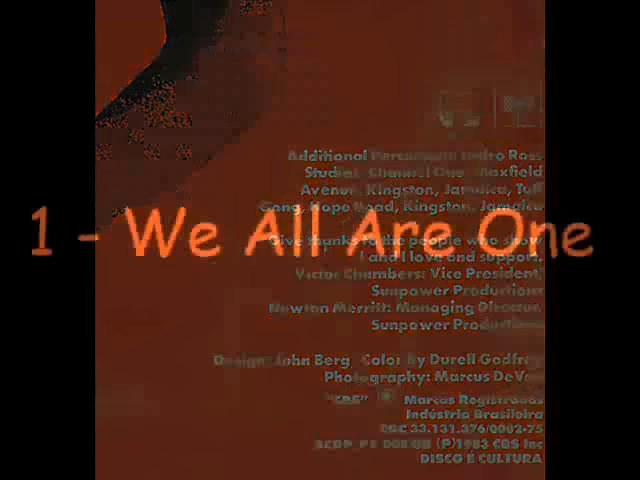 Additional Percussion: Pedro Ross
Studios: Channel One, Maxfield
Avenue, Kingston, Jamaica, Tuff
Gong, Hope Road, Kingston, Jamaica
1 - We All Are One
Give thanks to the people who show
I and I love and support.
Victor Chambers: Vice President,
Sunpower Productions
Newton Merritt: Managing Director,
Sunpower Productions
Design: John Berg, Color by Durell Godfrey
Photography: Marcus DeV
"CBS" Marcas Registradas
Indústria Brasileira
CGC 33.131.376/0002-75
(P)1983 CBS Inc
DISCO É CULTURA